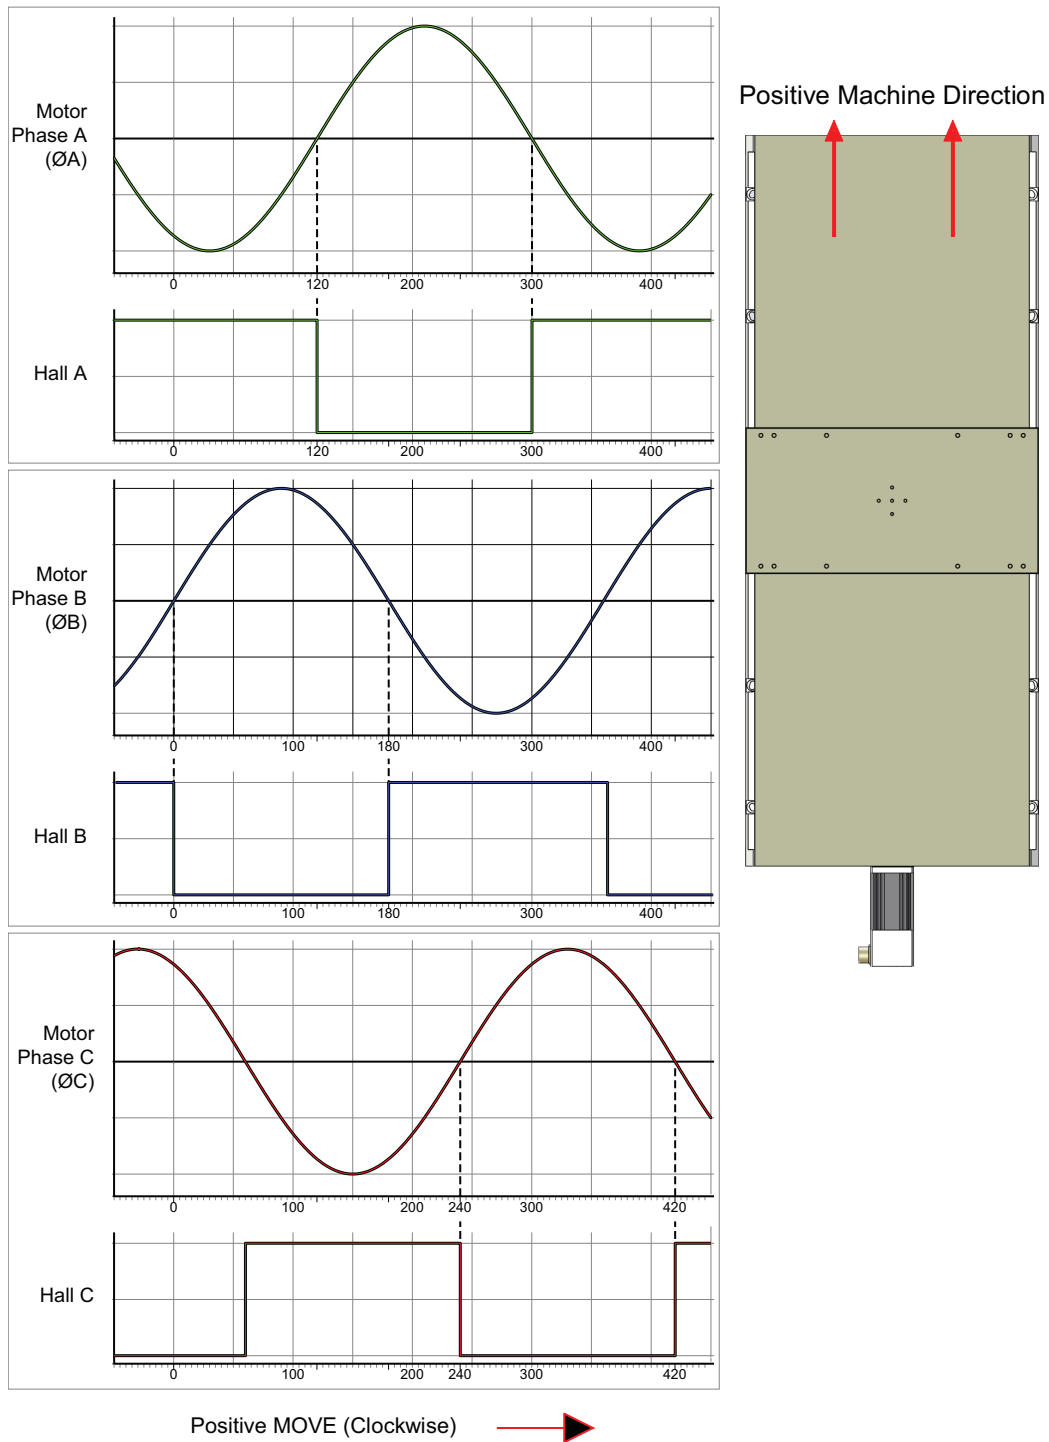 Motor
Phase A
(ØA)
0 120 200 300 400
Hall A
0 120 200 300 400
Motor
Phase B
(ØB)
0 100 180 300 400
Hall B
0 100 180 300 400
Motor
Phase C
(ØC)
0 100 200 240 300 420
Hall C
0 100 200 240 300 420
Positive MOVE (Clockwise)
Positive Machine Direction